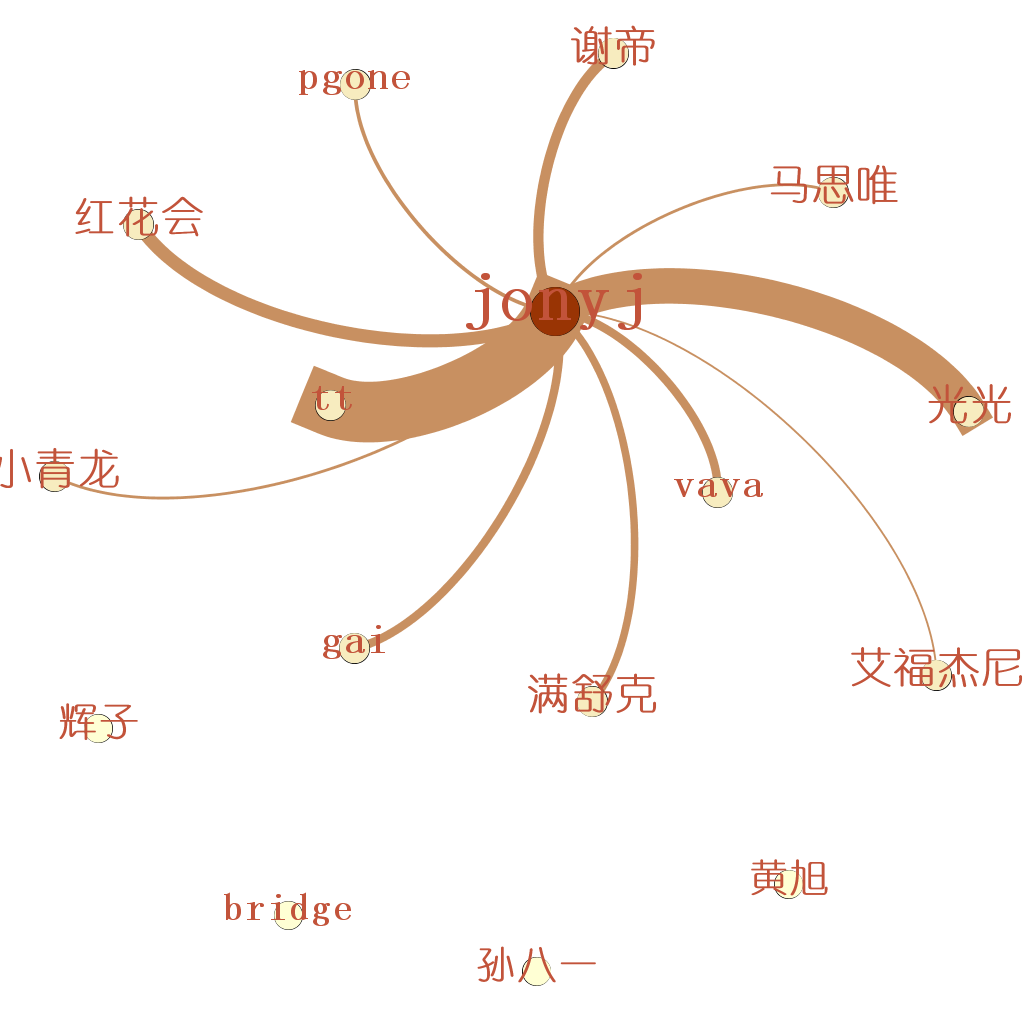 谢帝
pgone
马思唯
红花会
jonyj
tt
光光
小青龙
vava
gai
艾福杰尼
满舒克
辉子
黄旭
bridge
孙八一